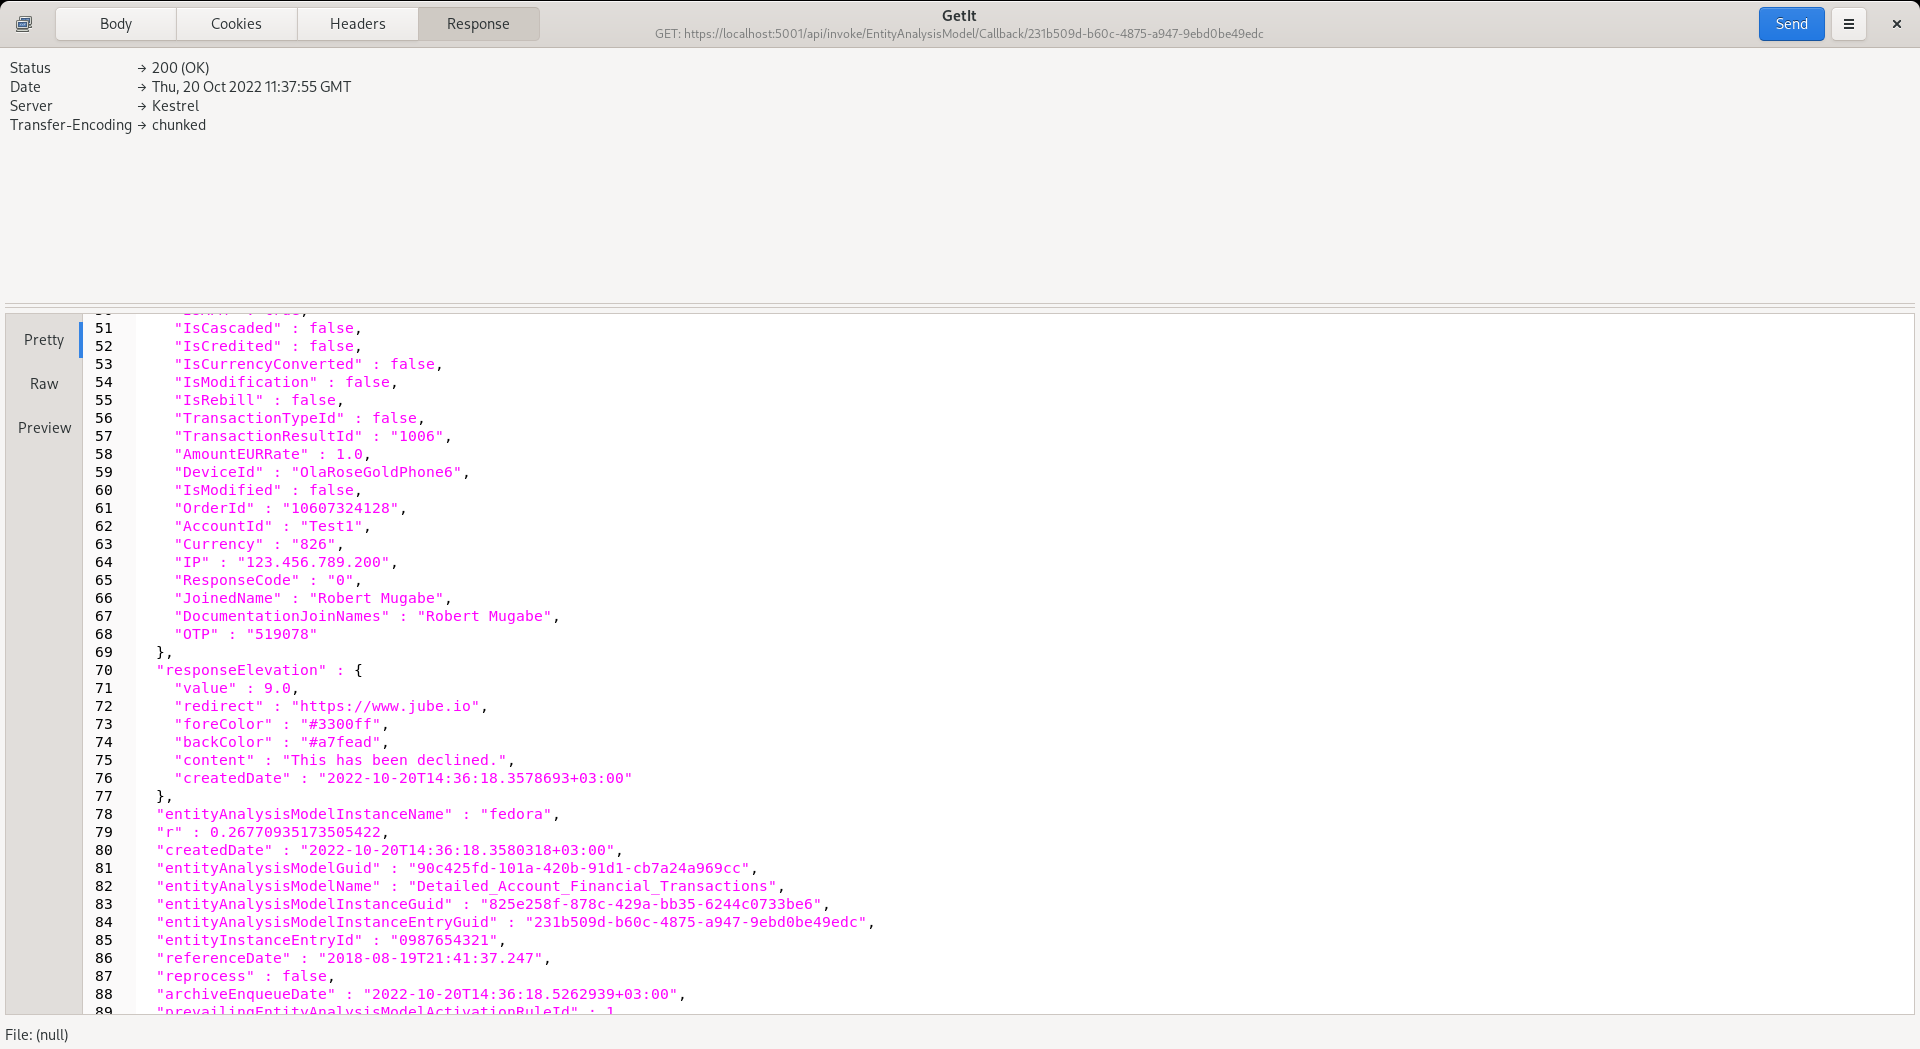 Body Cookies Headers Response
GetIt
GET: https://localhost:5001/api/invoke/EntityAnalysisModel/Callback/231b509d-b60c-4875-a947-9ebd0be49edc
Send
Status → 200 (OK)
Date → Thu, 20 Oct 2022 11:37:55 GMT
Server → Kestrel
Transfer-Encoding → chunked
Pretty
Raw
Preview
51 "IsCascaded" : false,
52 "IsCredited" : false,
53 "IsCurrencyConverted" : false,
54 "IsModification" : false,
55 "IsRebill" : false,
56 "TransactionTypeId" : false,
57 "TransactionResultId" : "1006",
58 "AmountEURRate" : 1.0,
59 "DeviceId" : "OlaRoseGoldPhone6",
60 "IsModified" : false,
61 "OrderId" : "10607324128",
62 "AccountId" : "Test1",
63 "Currency" : "826",
64 "IP" : "123.456.789.200",
65 "ResponseCode" : "0",
66 "JoinedName" : "Robert Mugabe",
67 "DocumentationJoinNames" : "Robert Mugabe",
68 "OTP" : "519078"
69 },
70 "responseElevation" : {
71 "value" : 9.0,
72 "redirect" : "https://www.jube.io",
73 "foreColor" : "#3300ff",
74 "backColor" : "#a7fead",
75 "content" : "This has been declined.",
76 "createdDate" : "2022-10-20T14:36:18.3578693+03:00"
77 },
78 "entityAnalysisModelInstanceName" : "fedora",
79 "r" : 0.26770935173505422,
80 "createdDate" : "2022-10-20T14:36:18.3580318+03:00",
81 "entityAnalysisModelGuid" : "90c425fd-101a-420b-91d1-cb7a24a969cc",
82 "entityAnalysisModelName" : "Detailed_Account_Financial_Transactions",
83 "entityAnalysisModelInstanceGuid" : "825e258f-878c-429a-bb35-6244c0733be6",
84 "entityAnalysisModelInstanceEntryGuid" : "231b509d-b60c-4875-a947-9ebd0be49edc",
85 "entityInstanceEntryId" : "0987654321",
86 "referenceDate" : "2018-08-19T21:41:37.247",
87 "reprocess" : false,
88 "archiveEnqueueDate" : "2022-10-20T14:36:18.5262939+03:00",
89 "prevailingEntityAnalysisModelActivationRuleId" : 1
File: (null)